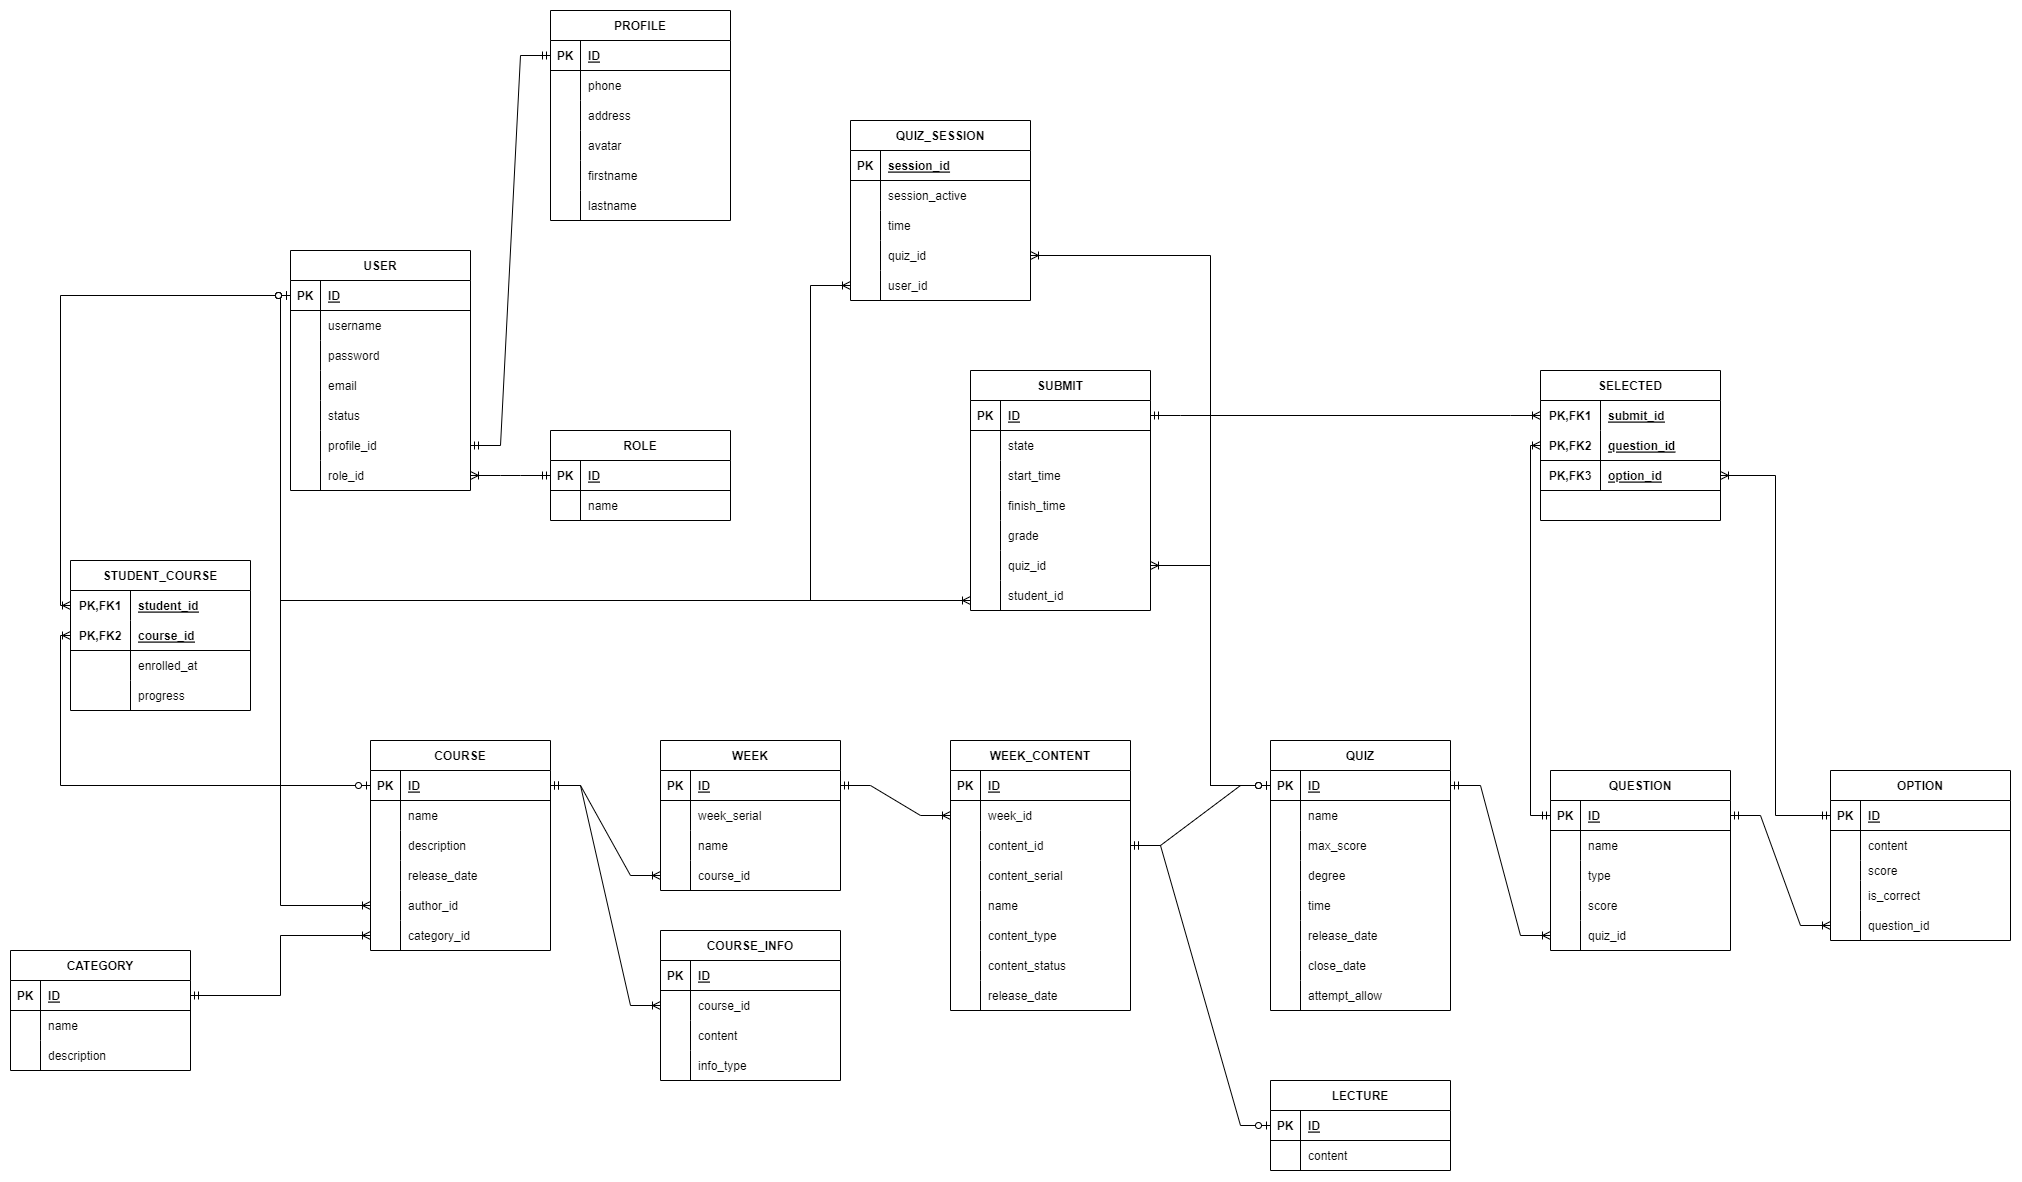 PROFILE
PK ID
phone
address
avatar
firstname
lastname
QUIZ_SESSION
PK session_id
session_active
time
quiz_id
user_id
USER
PK ID
username
password
email
status
profile_id
role_id
ROLE
PK ID
name
SUBMIT
PK ID
state
start_time
finish_time
grade
quiz_id
student_id
SELECTED
PK,FK1 submit_id
PK,FK2 question_id
PK,FK3 option_id
STUDENT_COURSE
PK,FK1 student_id
PK,FK2 course_id
enrolled_at
progress
COURSE
PK ID
name
description
release_date
author_id
category_id
WEEK
PK ID
week_serial
name
course_id
WEEK_CONTENT
PK ID
week_id
content_id
content_serial
name
content_type
content_status
release_date
QUIZ
PK ID
name
max_score
degree
time
release_date
close_date
attempt_allow
QUESTION
PK ID
name
type
score
quiz_id
OPTION
PK ID
content
score
is_correct
question_id
CATEGORY
PK ID
name
description
COURSE_INFO
PK ID
course_id
content
info_type
LECTURE
PK ID
content